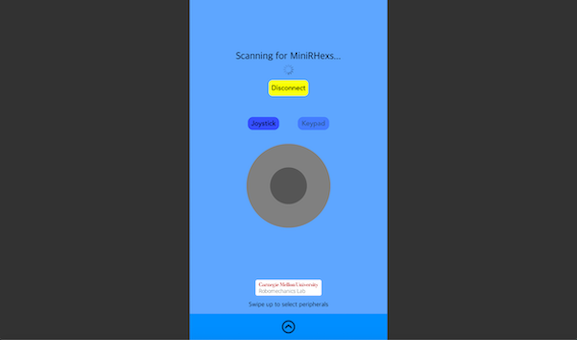 Scanning for MiniRHexs...
Disconnect
Joystick
Keypad
Carnegie Mellon University
Robomechanics Lab
Swipe up to select peripherals